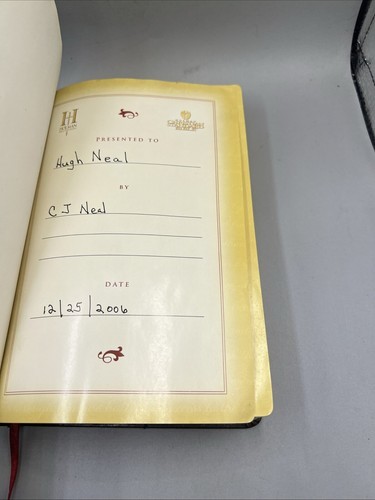 H
PRESENTED TO
Hugh Neal
BY
C J Neal
DATE
12/25/2006